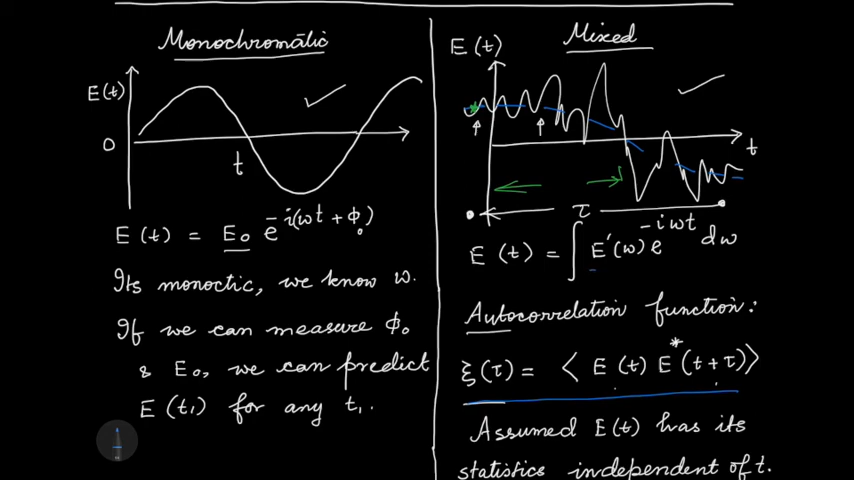 Monochromatic
E(t)
0
t
E(t) = E₀ e^{-i(ωt + ϕ₀)}
Its monoctic, we know ω.
If we can measure ϕ₀
& E₀, we can predict
E(t₁) for any t₁.
Mixed
E(t)
t
τ
E(t) = ∫ E'(ω) e^{-iωt} dω
Autocorrelation function:
ξ(τ) = ⟨ E(t) E*(t+τ)⟩
Assumed E(t) has its
statistics independent of t.